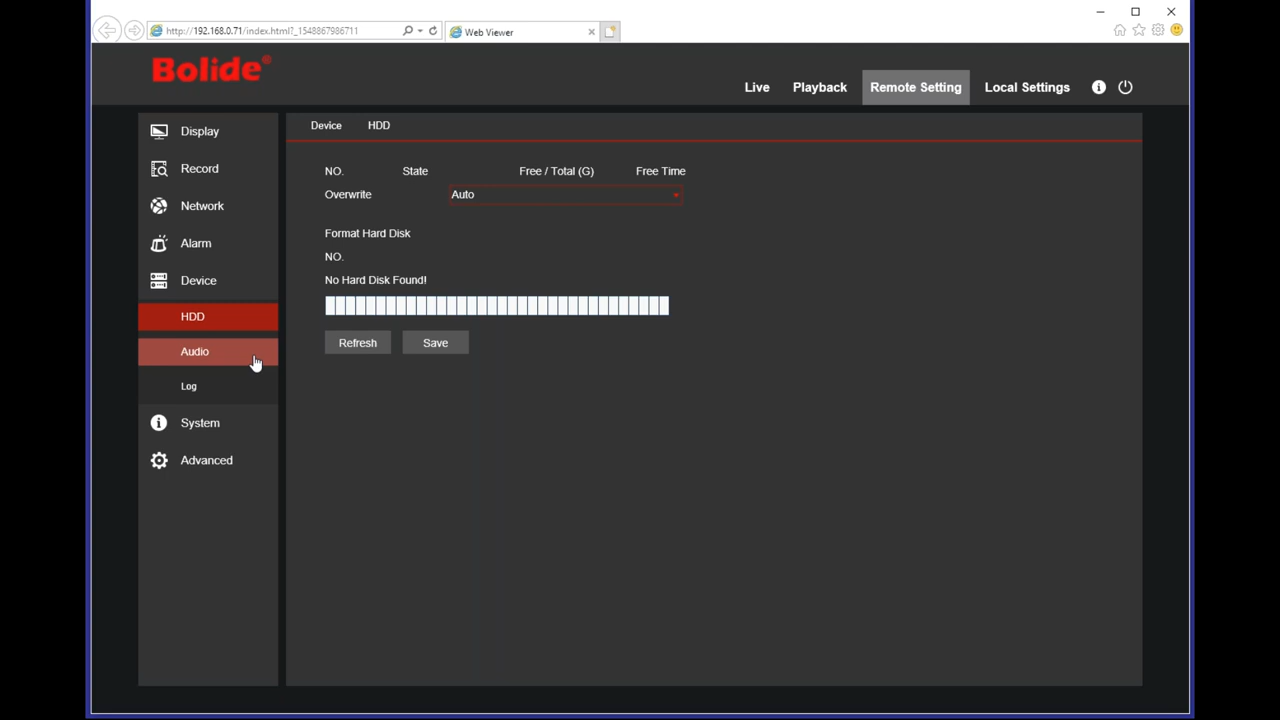 http://192.168.0.71/index.html?_1548867986711
Web Viewer
Bolide®
Live Playback Remote Setting Local Settings
Display
Record
Network
Alarm
Device
HDD
Audio
Log
System
Advanced
Device HDD
NO. State Free / Total (G) Free Time
Overwrite Auto
Format Hard Disk
NO.
No Hard Disk Found!
Refresh Save